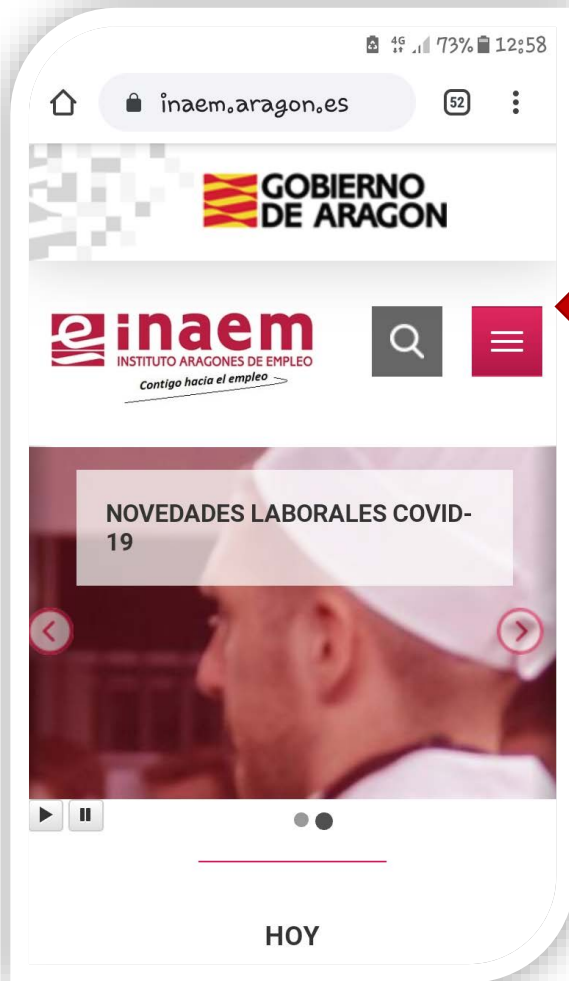 4G 73% 12:58
inaem.aragon.es 52
GOBIERNO
DE ARAGON
inaem
INSTITUTO ARAGONES DE EMPLEO
Contigo hacia el empleo
NOVEDADES LABORALES COVID-
19
HOY